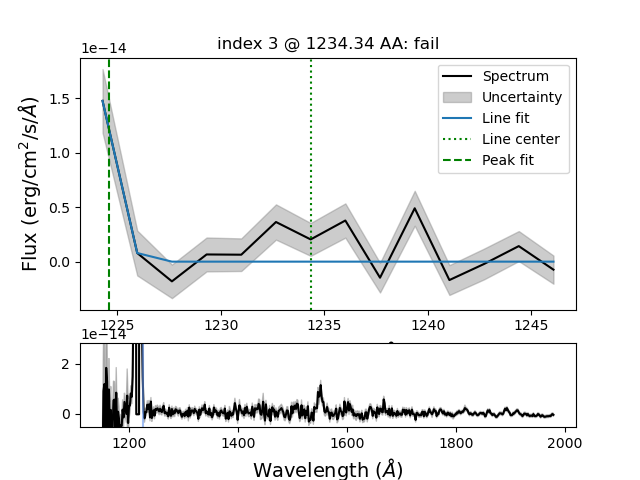 index 3 @ 1234.34 AA: fail
1e−14
Flux (erg/cm²/s/Å)
1.5
1.0
0.5
0.0
Spectrum
Uncertainty
Line fit
Line center
Peak fit
1225 1230 1235 1240 1245
1e−14
2
0
1200 1400 1600 1800 2000
Wavelength (Å)